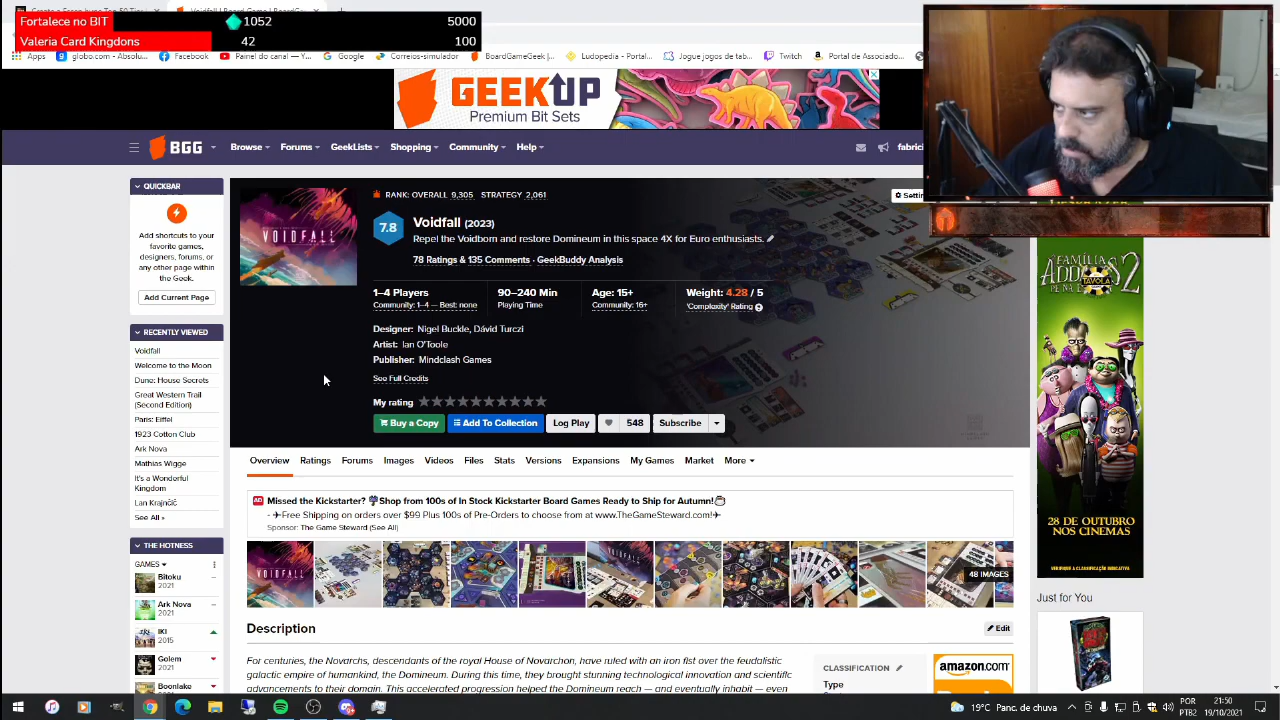 Fortalece no BIT 1052 5000
Valeria Card Kingdons 42 100
Apps globo.com - Absolu... Facebook Painel do canal — Y... Google Correios-simulador BoardGameGeek |... Ludopedia - Portal... Jogue jogos de tab... Twitch Portal de Associado...
GEEKUP
Premium Bit Sets
BGG Browse Forums GeekLists Shopping Community Help fabrici
QUICKBAR
Add shortcuts to your
favorite games,
designers, forums, or
any other page within
the Geek.
Add Current Page
RECENTLY VIEWED
Voidfall
Welcome to the Moon
Dune: House Secrets
Great Western Trail
(Second Edition)
Paris: Eiffel
1923 Cotton Club
Ark Nova
Mathias Wigge
It's a Wonderful
Kingdom
See All »
THE HOTNESS
GAMES
Bitoku
2021
Ark Nova
2021
IKI
2015
Golem
2021
Boonlake
VOIDFALL
RANK: OVERALL 9,305 STRATEGY 2,061
7.8
Voidfall (2023)
Repel the Voidborn and restore Domineum in this space 4X for Euro enthusiasts.
78 Ratings & 135 Comments · GeekBuddy Analysis
1–4 Players 90–240 Min Age: 15+ Weight: 4.28 / 5
Community: 1–4 — Best: none Playing Time Community: 16+ 'Complexity' Rating
Designer: Nigel Buckle, Dávid Turczi
Artist: Ian O'Toole
Publisher: Mindclash Games
See Full Credits
My rating
Buy a Copy Add To Collection Log Play 548 Subscribe
Overview Ratings Forums Images Videos Files Stats Versions Expansions My Games Market More
AD Missed the Kickstarter? Shop from 100s of In Stock Kickstarter Board Games Ready to Ship for Autumn!
- ✈Free Shipping on orders over $99 Plus 100s of Pre-Orders to choose from at www.TheGameSteward.com!✈
Sponsor: The Game Steward (See All)
48 IMAGES
Description
Edit
For centuries, the Novarchs, descendants of the royal House of Novarchon, have ruled with an iron fist over the feudalistic
galactic empire of humankind, the Domineum. During their time, they brought stunning technological innovation and scientific
advancements to their domain. This accelerated progression helped the Domineum reach — and eventually inhabit — even
CLASSIFICATION
Type
amazon.com
FAMÍLIA
ADDAMS 2
TÁVOLA
28 DE OUTUBRO
NOS CINEMAS
VERIFIQUE A CLASSIFICAÇÃO INDICATIVA
Just for You
19°C Parc ensolarado
POR
PTB2
21:50
19/10/2021